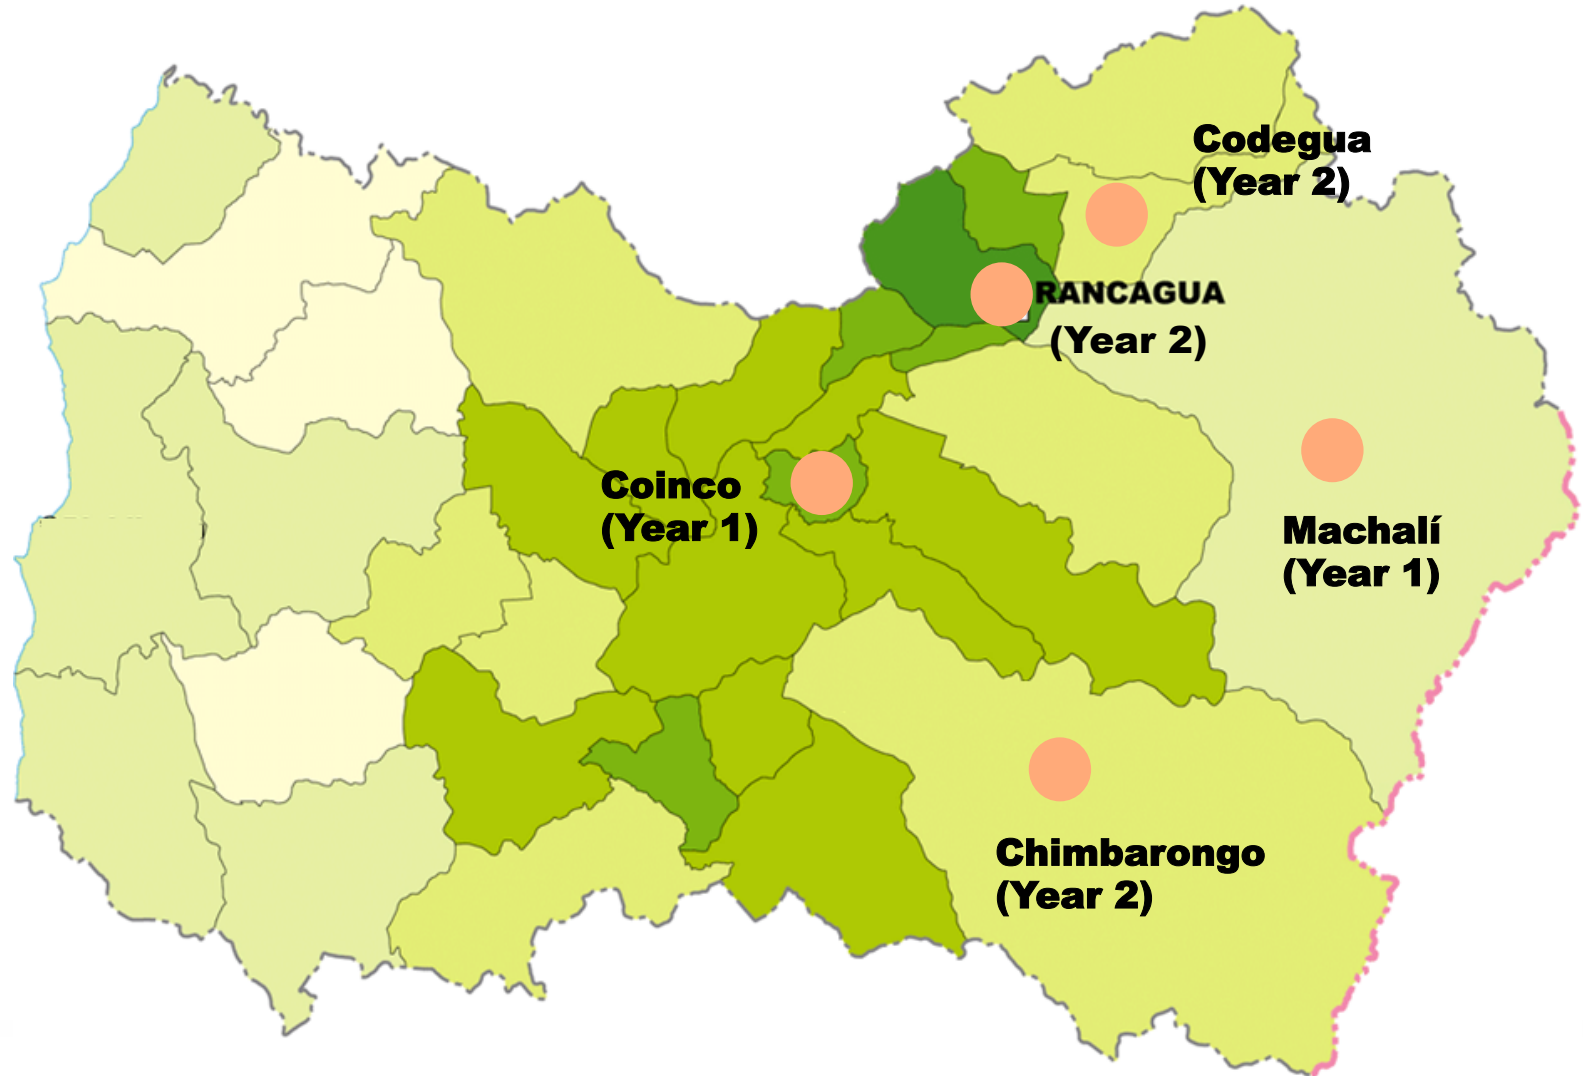 Codegua
(Year 2)
RANCAGUA
(Year 2)
Coinco
(Year 1)
Machalí
(Year 1)
Chimbarongo
(Year 2)